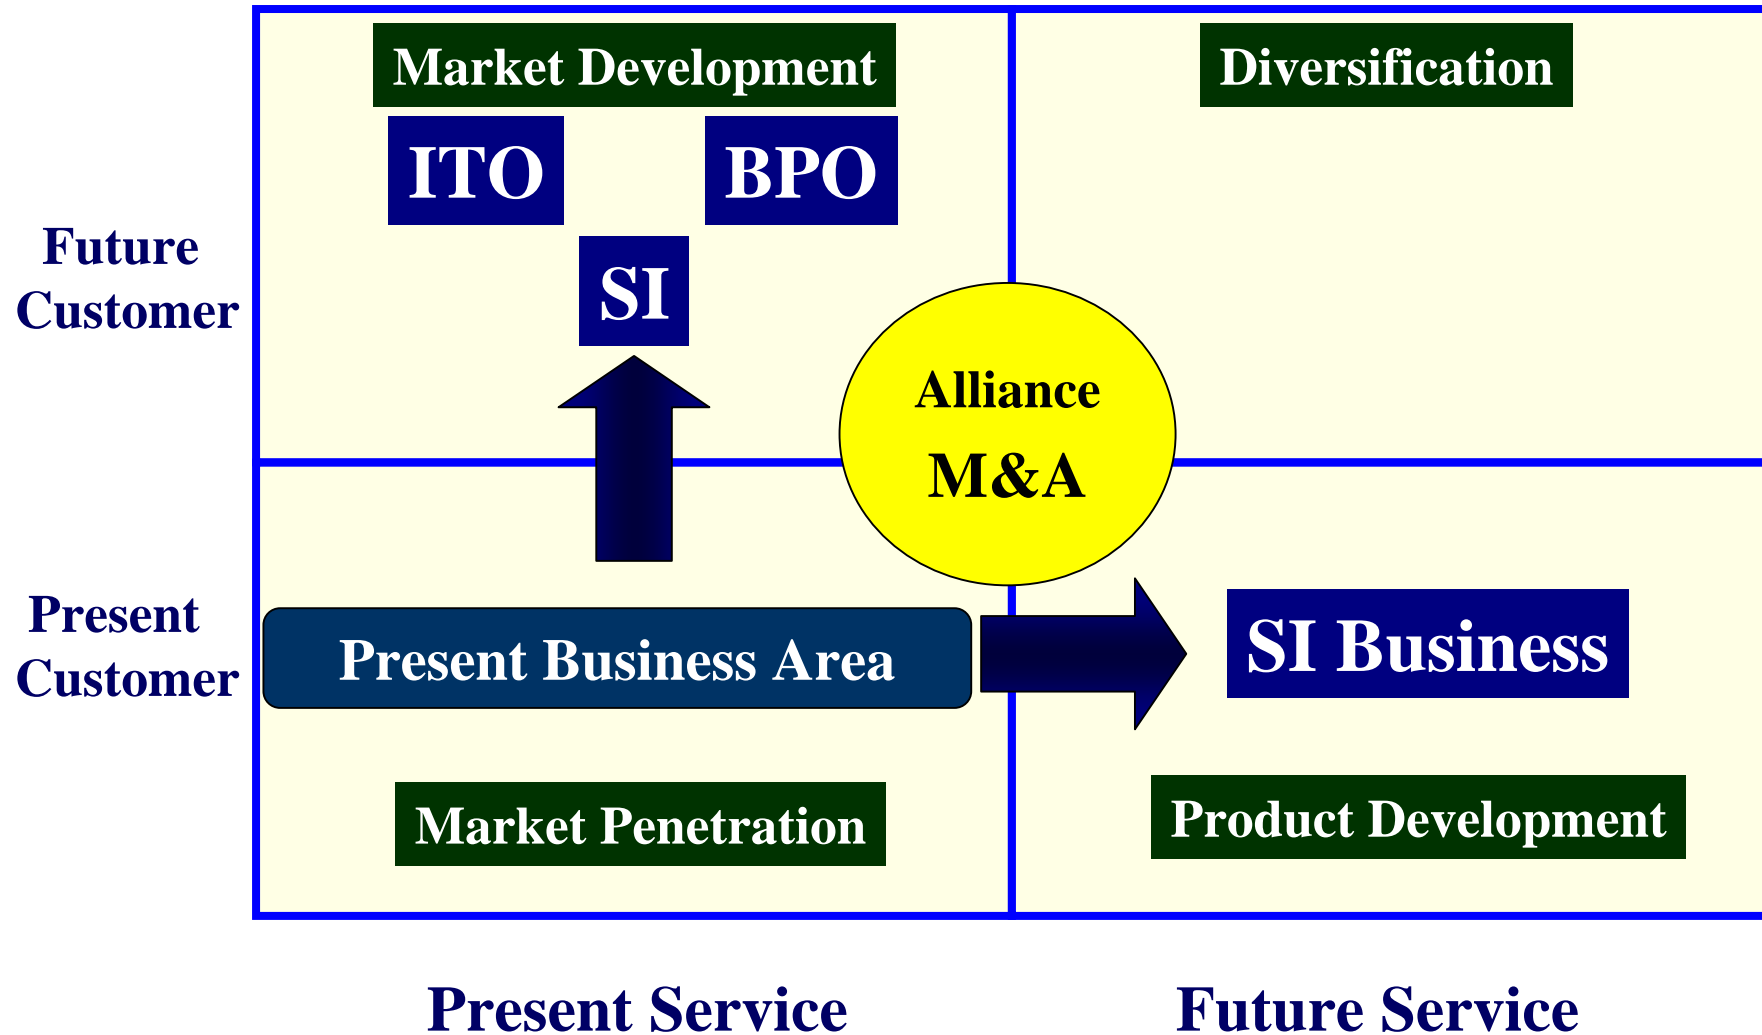 Market Development
Diversification
ITO
BPO
SI
Future
Customer
Alliance
M&A
Present
Customer
Present Business Area
SI Business
Market Penetration
Product Development
Present Service
Future Service